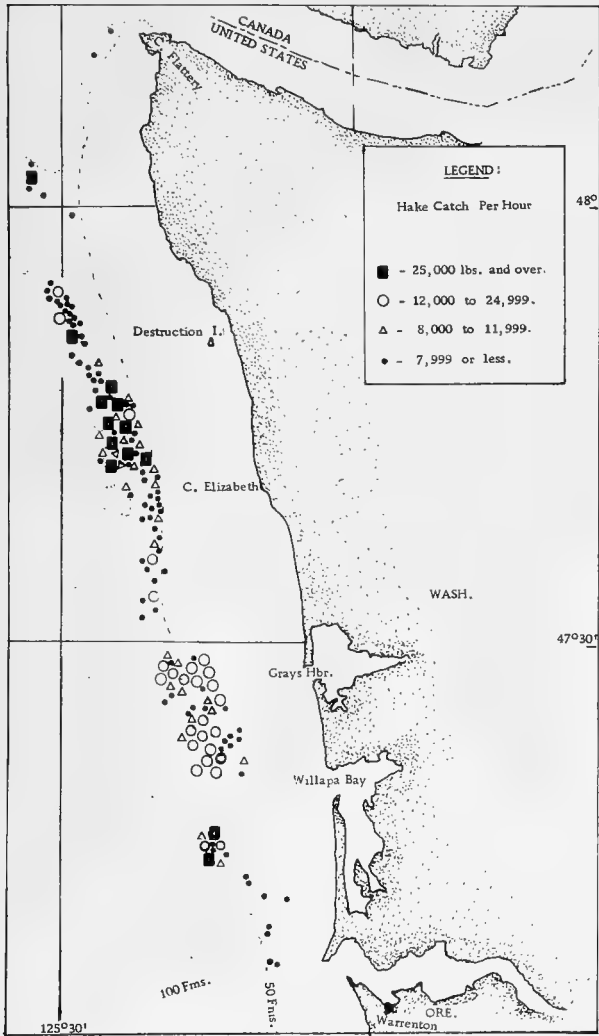 CANADA
UNITED STATES
C. Flattery
LEGEND:
Hake Catch Per Hour
48°
- 25,000 lbs. and over.
- 12,000 to 24,999.
- 8,000 to 11,999.
- 7,999 or less.
Destruction I.
C. Elizabeth
WASH.
47°30'
Grays Hbr.
Willapa Bay
100 Fms.
50 Fms.
125°30'
ORE.
Warrenton